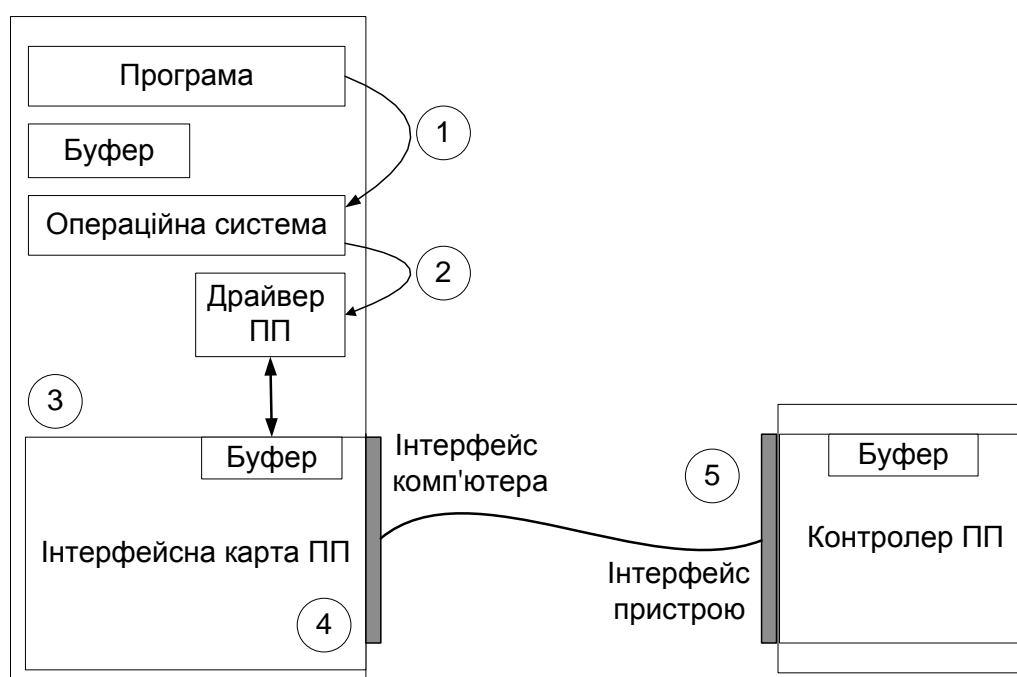 Програма
1
Буфер
Операційна система
2
Драйвер
ПП
3
Буфер
Інтерфейс
комп'ютера
5
Буфер
Інтерфейсна карта ПП
Контролер ПП
Інтерфейс
пристрою
4